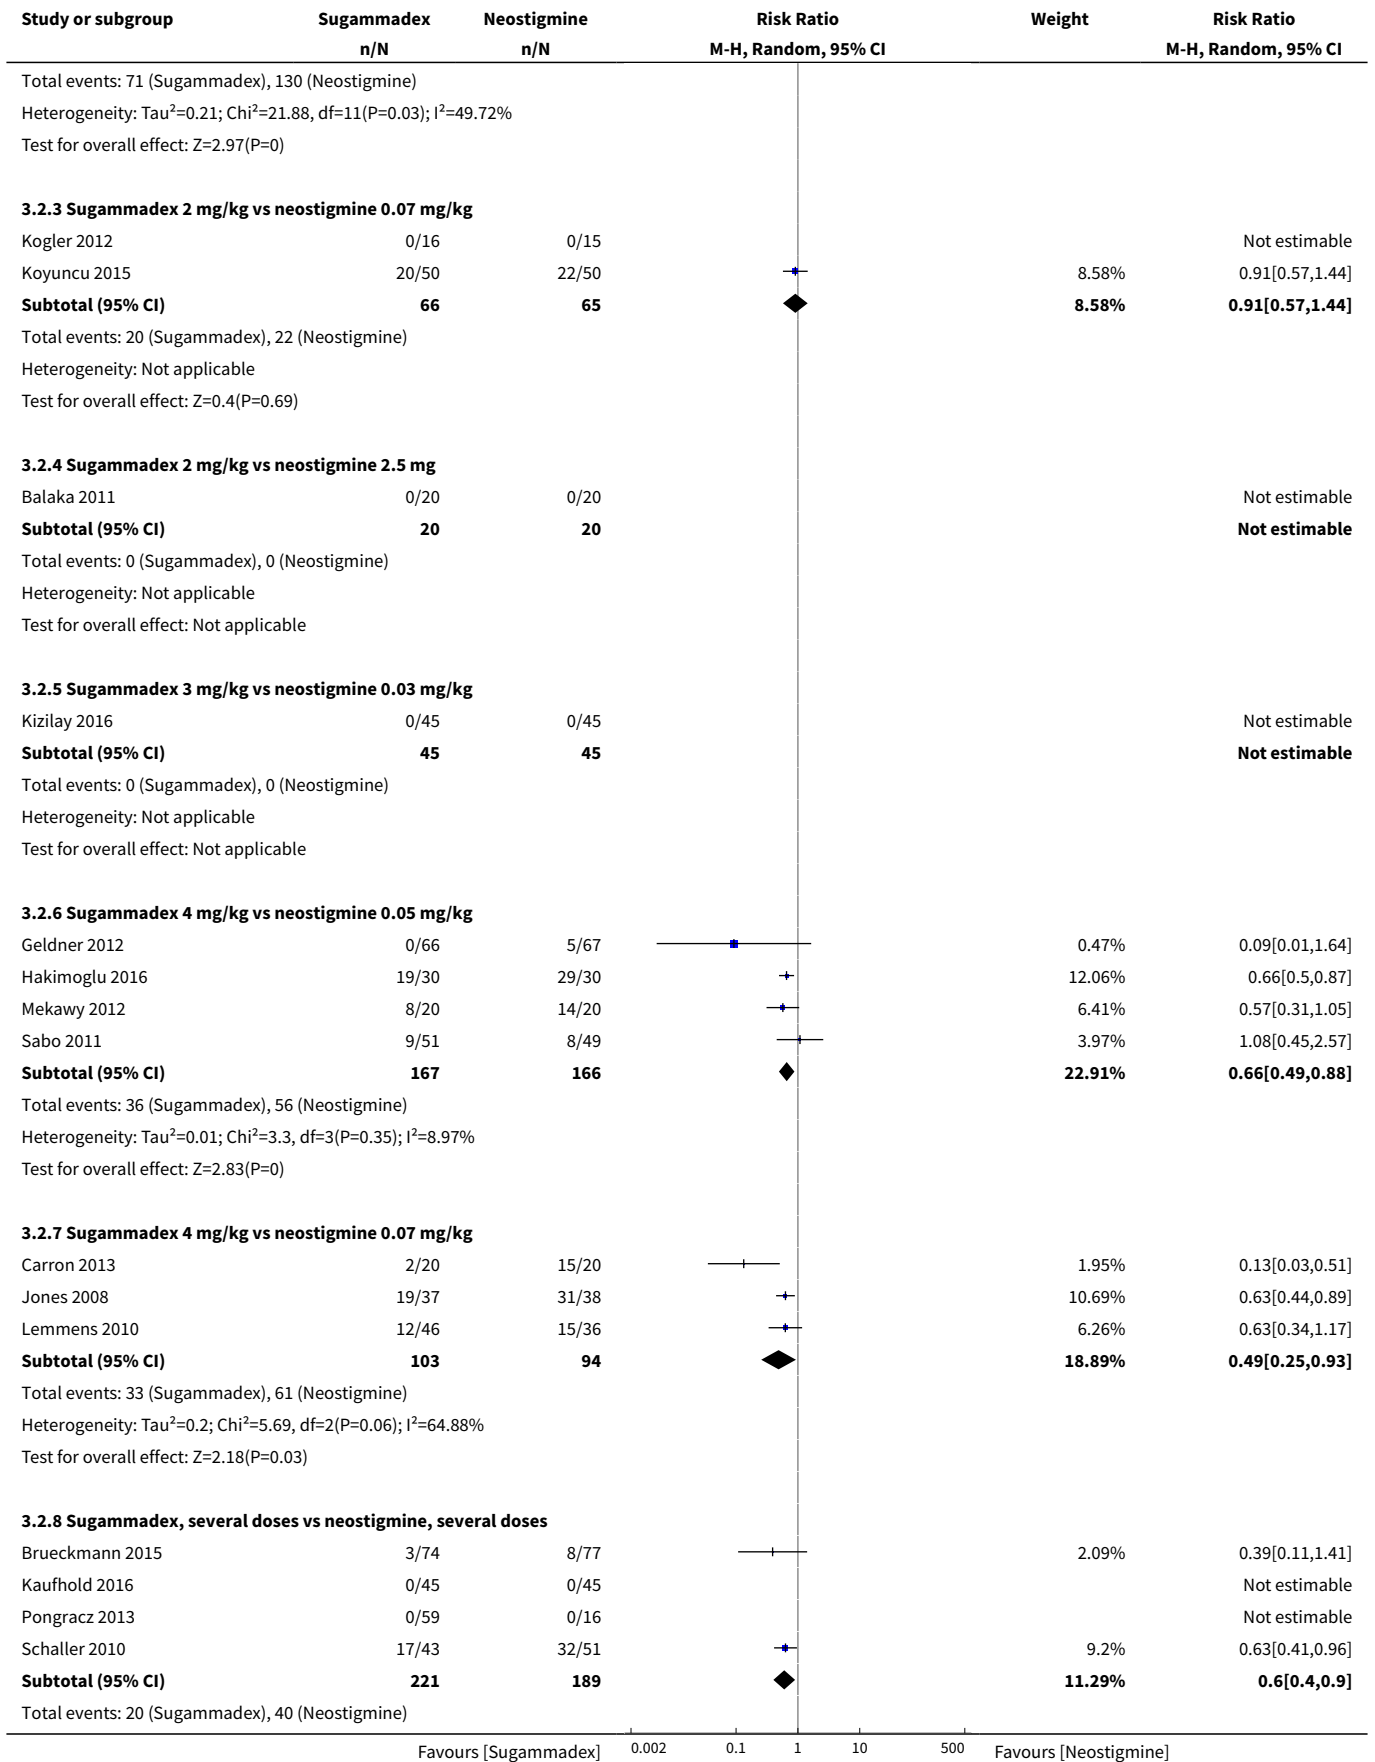 Study or subgroup Sugammadex Neostigmine Risk Ratio Weight Risk Ratio
n/N n/N M-H, Random, 95% CI M-H, Random, 95% CI
Total events: 71 (Sugammadex), 130 (Neostigmine)
Heterogeneity: Tau²=0.21; Chi²=21.88, df=11(P=0.03); I²=49.72%
Test for overall effect: Z=2.97(P=0)
3.2.3 Sugammadex 2 mg/kg vs neostigmine 0.07 mg/kg
Kogler 2012 0/16 0/15 Not estimable
Koyuncu 2015 20/50 22/50 8.58% 0.91[0.57,1.44]
Subtotal (95% CI) 66 65 8.58% 0.91[0.57,1.44]
Total events: 20 (Sugammadex), 22 (Neostigmine)
Heterogeneity: Not applicable
Test for overall effect: Z=0.4(P=0.69)
3.2.4 Sugammadex 2 mg/kg vs neostigmine 2.5 mg
Balaka 2011 0/20 0/20 Not estimable
Subtotal (95% CI) 20 20 Not estimable
Total events: 0 (Sugammadex), 0 (Neostigmine)
Heterogeneity: Not applicable
Test for overall effect: Not applicable
3.2.5 Sugammadex 3 mg/kg vs neostigmine 0.03 mg/kg
Kizilay 2016 0/45 0/45 Not estimable
Subtotal (95% CI) 45 45 Not estimable
Total events: 0 (Sugammadex), 0 (Neostigmine)
Heterogeneity: Not applicable
Test for overall effect: Not applicable
3.2.6 Sugammadex 4 mg/kg vs neostigmine 0.05 mg/kg
Geldner 2012 0/66 5/67 0.47% 0.09[0.01,1.64]
Hakimoglu 2016 19/30 29/30 12.06% 0.66[0.5,0.87]
Mekawy 2012 8/20 14/20 6.41% 0.57[0.31,1.05]
Sabo 2011 9/51 8/49 3.97% 1.08[0.45,2.57]
Subtotal (95% CI) 167 166 22.91% 0.66[0.49,0.88]
Total events: 36 (Sugammadex), 56 (Neostigmine)
Heterogeneity: Tau²=0.01; Chi²=3.3, df=3(P=0.35); I²=8.97%
Test for overall effect: Z=2.83(P=0)
3.2.7 Sugammadex 4 mg/kg vs neostigmine 0.07 mg/kg
Carron 2013 2/20 15/20 1.95% 0.13[0.03,0.51]
Jones 2008 19/37 31/38 10.69% 0.63[0.44,0.89]
Lemmens 2010 12/46 15/36 6.26% 0.63[0.34,1.17]
Subtotal (95% CI) 103 94 18.89% 0.49[0.25,0.93]
Total events: 33 (Sugammadex), 61 (Neostigmine)
Heterogeneity: Tau²=0.2; Chi²=5.69, df=2(P=0.06); I²=64.88%
Test for overall effect: Z=2.18(P=0.03)
3.2.8 Sugammadex, several doses vs neostigmine, several doses
Brueckmann 2015 3/74 8/77 2.09% 0.39[0.11,1.41]
Kaufhold 2016 0/45 0/45 Not estimable
Pongracz 2013 0/59 0/16 Not estimable
Schaller 2010 17/43 32/51 9.2% 0.63[0.41,0.96]
Subtotal (95% CI) 221 189 11.29% 0.6[0.4,0.9]
Total events: 20 (Sugammadex), 40 (Neostigmine)
Favours [Sugammadex] 0.002 0.1 1 10 500 Favours [Neostigmine]